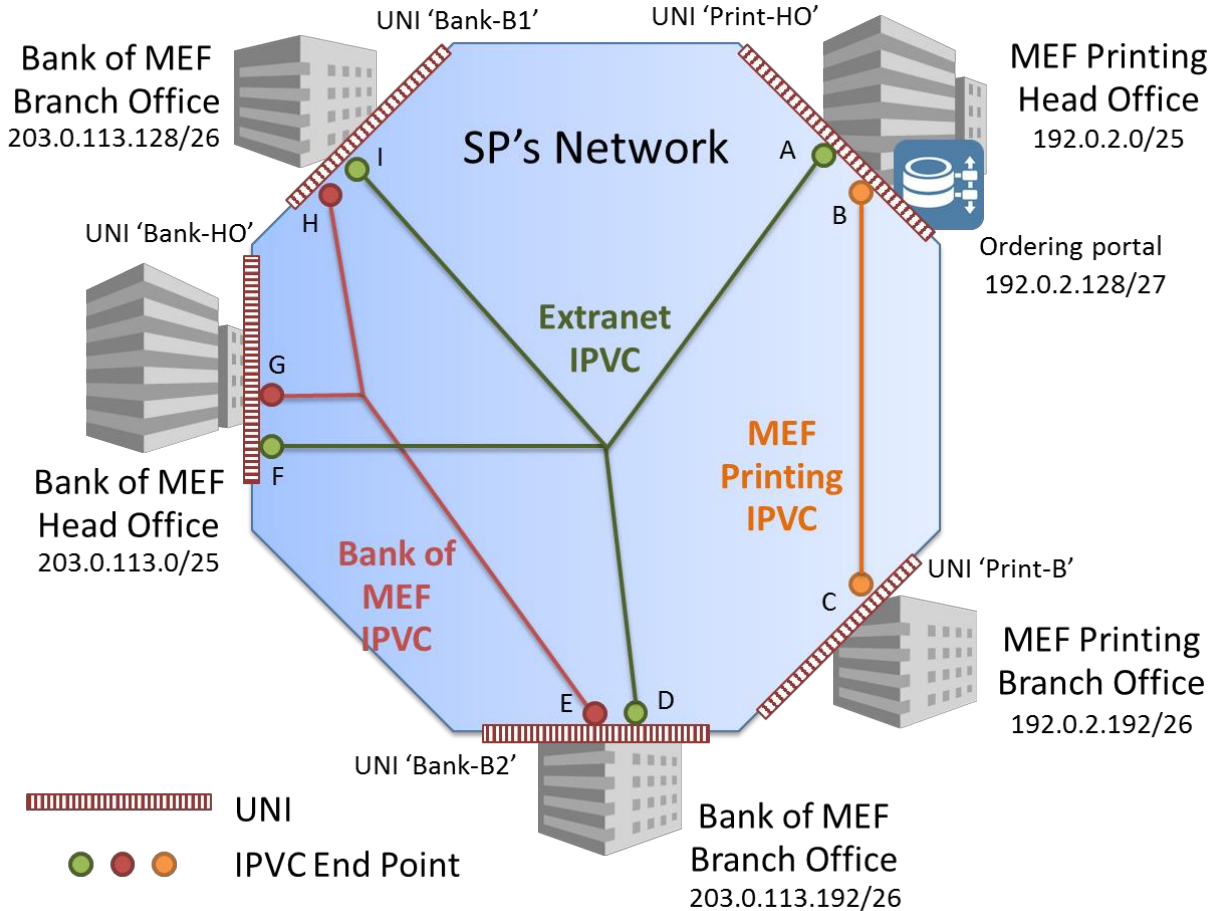 UNI ‘Bank-B1’
UNI ‘Print-HO’
Bank of MEF
Branch Office
203.0.113.128/26
MEF Printing
Head Office
192.0.2.0/25
SP’s Network
I
A
H
B
UNI ‘Bank-HO’
Ordering portal
192.0.2.128/27
Extranet
IPVC
G
F
MEF
Printing
IPVC
Bank of MEF
Head Office
203.0.113.0/25
Bank of
MEF
IPVC
UNI ‘Print-B’
C
MEF Printing
Branch Office
192.0.2.192/26
E
D
UNI ‘Bank-B2’
UNI
IPVC End Point
Bank of MEF
Branch Office
203.0.113.192/26